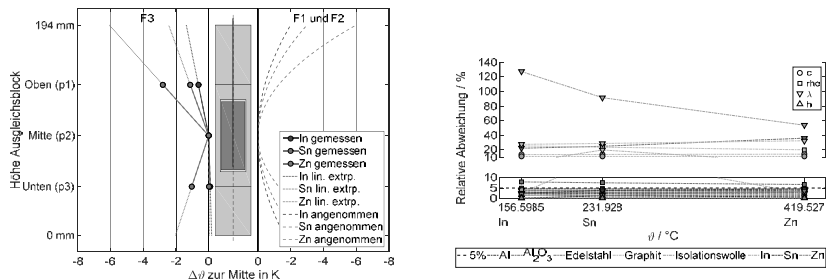 F3
F1 und F2
Höhe Ausgleichsblock
194 mm
Oben (p1)
Mitte (p2)
Unten (p3)
0 mm
In gemessen
Sn gemessen
Zn gemessen
In lin. extrp.
Sn lin. extrp.
Zn lin. extrp.
In angenommen
Sn angenommen
Zn angenommen
-8 -6 -4 -2 0 0 -2 -4 -6 -8
Δϑ zur Mitte in K
Relative Abweichung / %
140
120
100
80
60
40
20
10
10
5
0
c
rho
λ
h
156.5985 231.928 419.527
In Sn Zn
ϑ / °C
5% Al Al2O3 Edelstahl Graphit Isolationswolle In Sn Zn